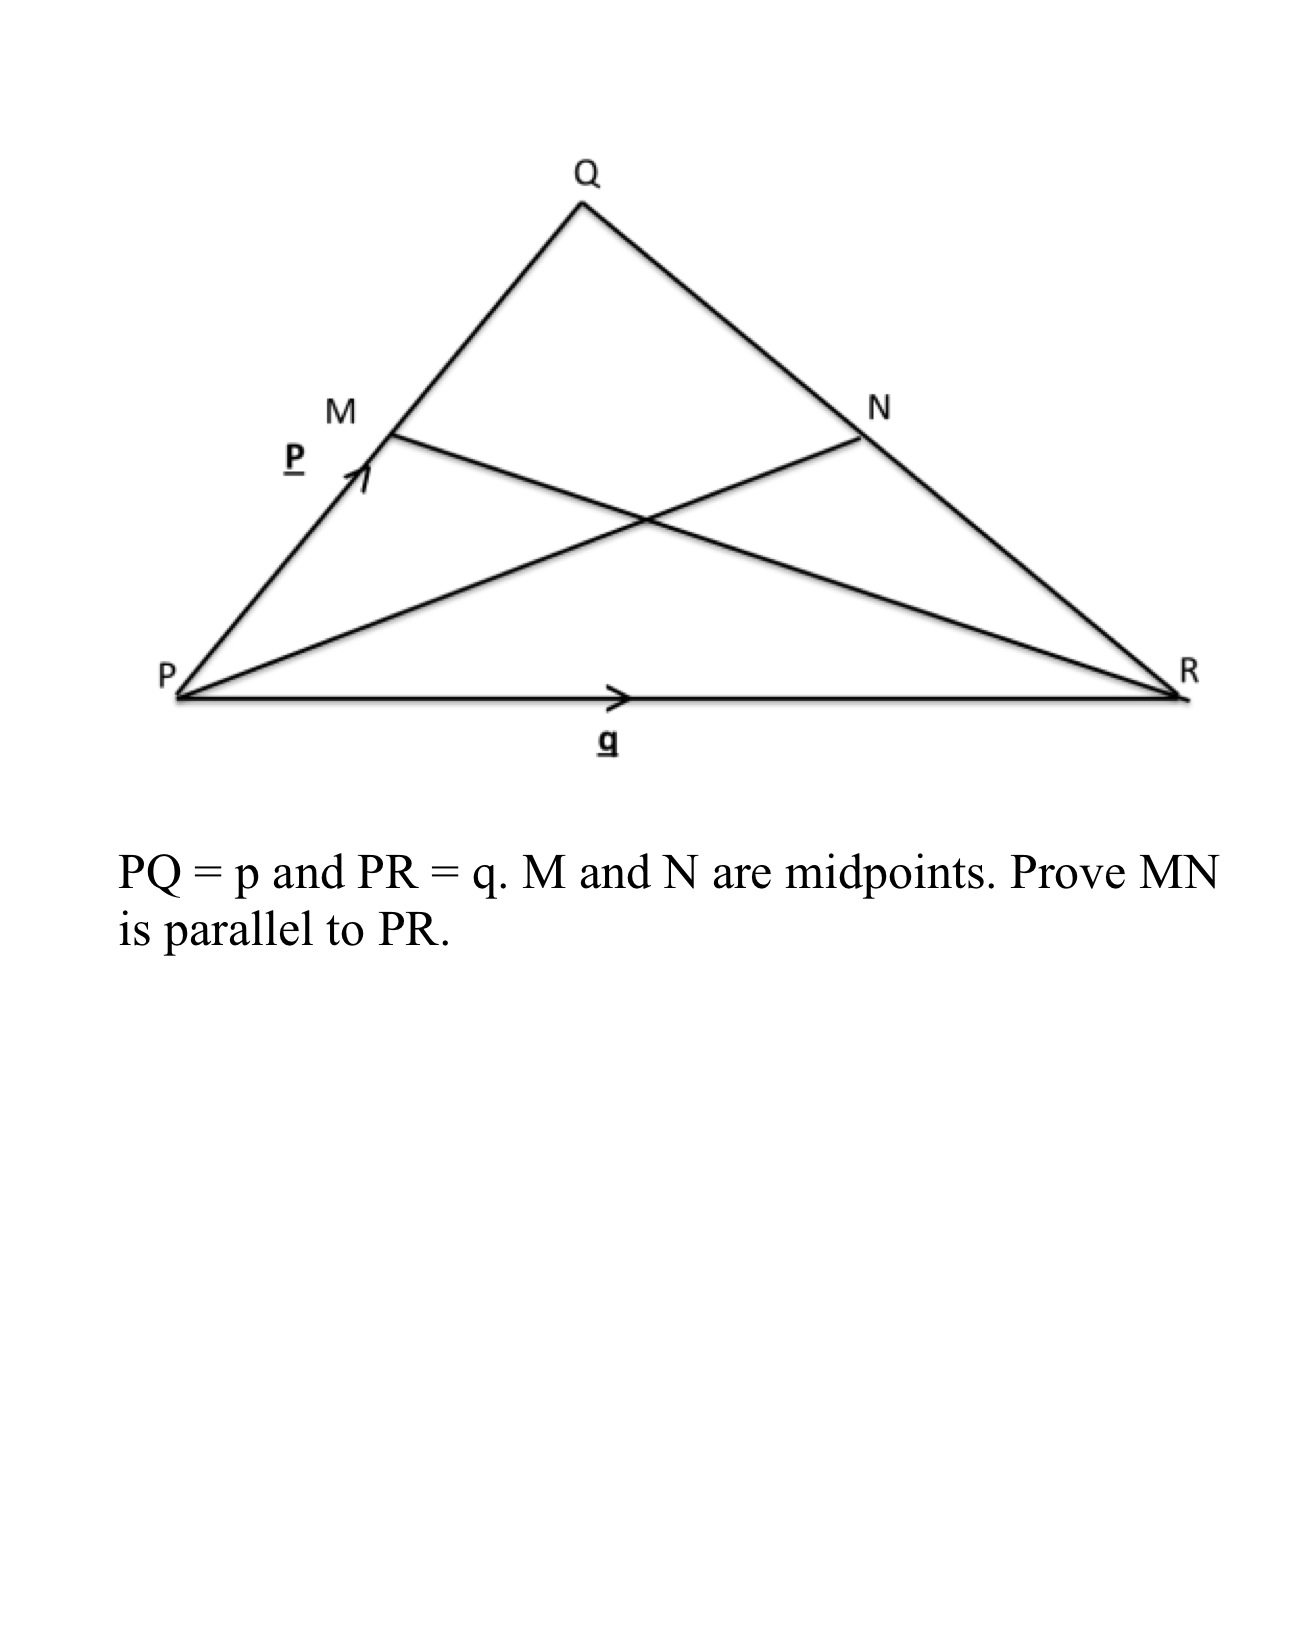 Q
M
N
P
P
R
q
PQ = p and PR = q. M and N are midpoints. Prove MN
is parallel to PR.